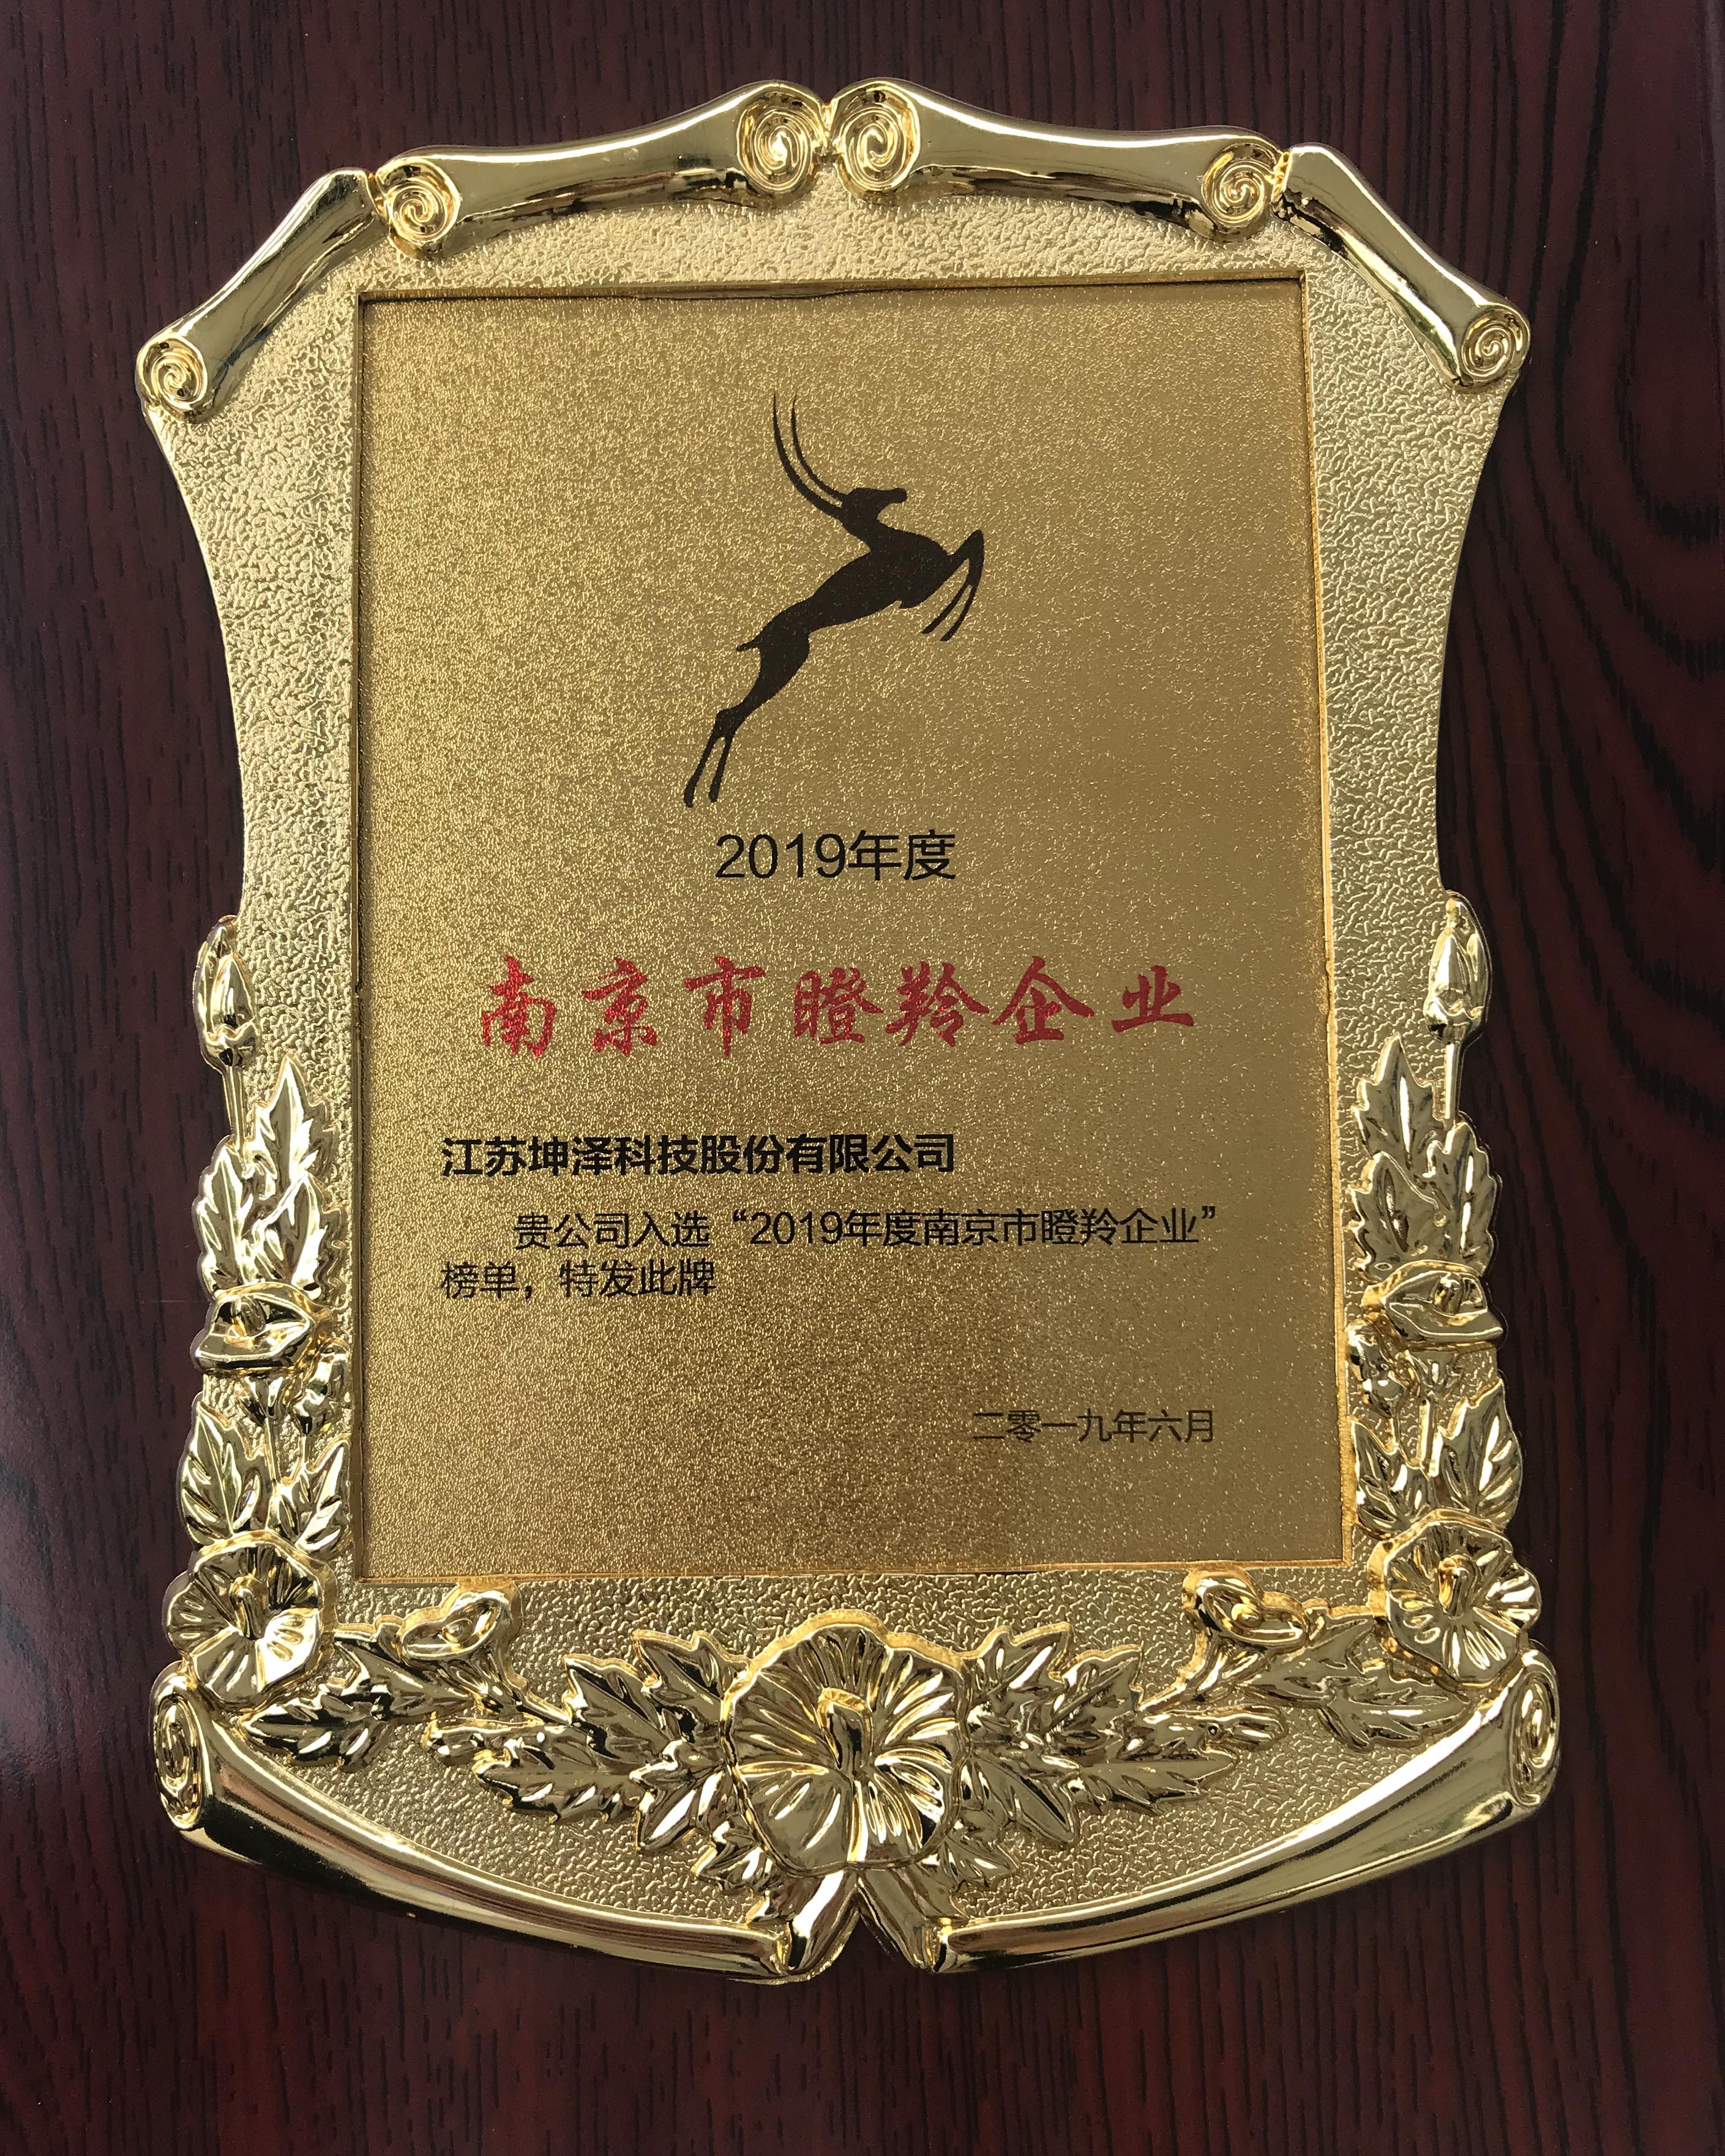 2019年度
南京市瞪羚企业
江苏坤泽科技股份有限公司
贵公司入选“2019年度南京市瞪羚企业”
榜单，特发此牌
二零一九年六月